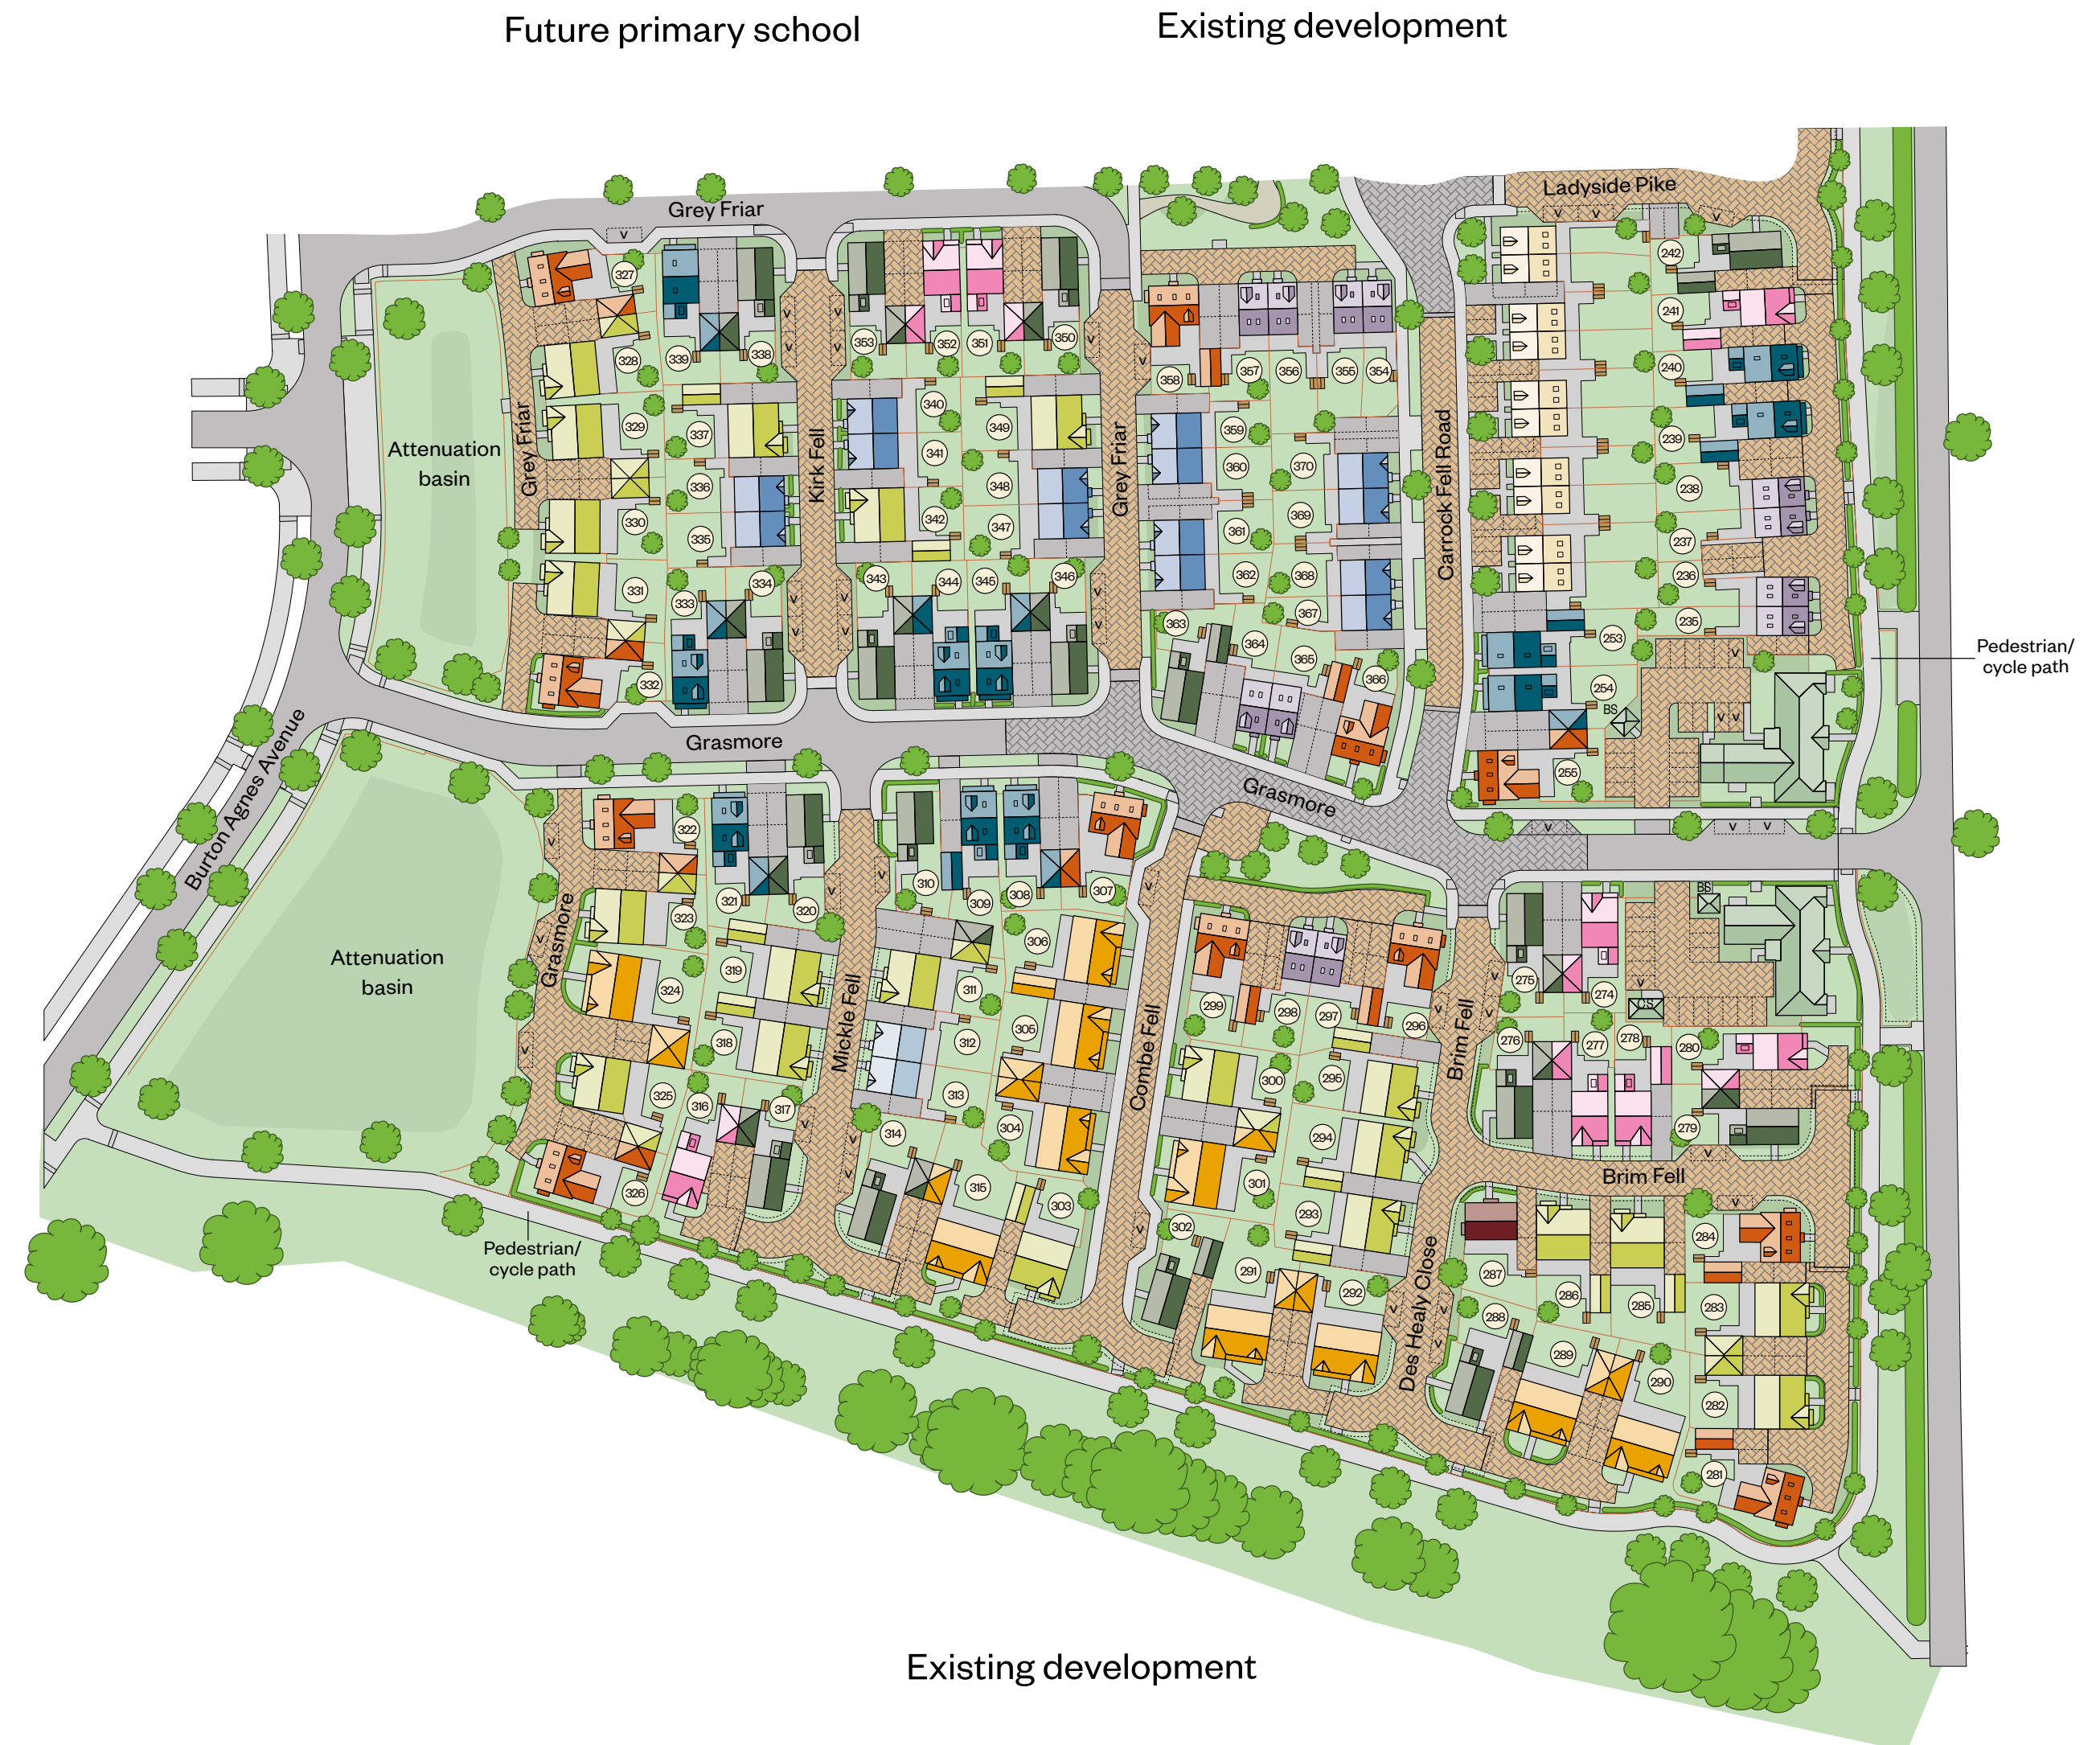 Future primary school
Existing development
Ladyside Pike
Grey Friar
v
v
v
v
327
242
241
339
338
353
352
351
350
328
358
357
356
355
354
240
v
v
v
v
v
v
340
329
337
349
359
239
341
360
370
Attenuation
basin
Grey Friar
Kirk Fell
Grey Friar
Carrock Fell Road
336
348
238
330
342
347
369
335
361
237
343
344
345
346
362
368
236
334
331
333
367
235
363
364
253
v
v
v
v
v
v
v
365
366
254
332
Pedestrian/
cycle path
BS
v
v
Grasmore
255
Burton Agnes Avenue
Grasmore
v
v
v
322
310
309
308
307
321
320
323
v
v
v
v
BS
306
Grasmore
v
319
324
311
275
274
v
v
v
v
CS
Attenuation
basin
299
298
297
296
305
318
312
276
277
278
280
Mickle Fell
Combe Fell
Brim Fell
v
300
295
325
316
317
313
304
314
294
279
v
v
v
v
Brim Fell
326
315
301
303
v
v
293
302
284
Pedestrian/
cycle path
v
291
292
287
286
285
283
288
Des Healy Close
v
v
v
289
290
282
281
Existing development